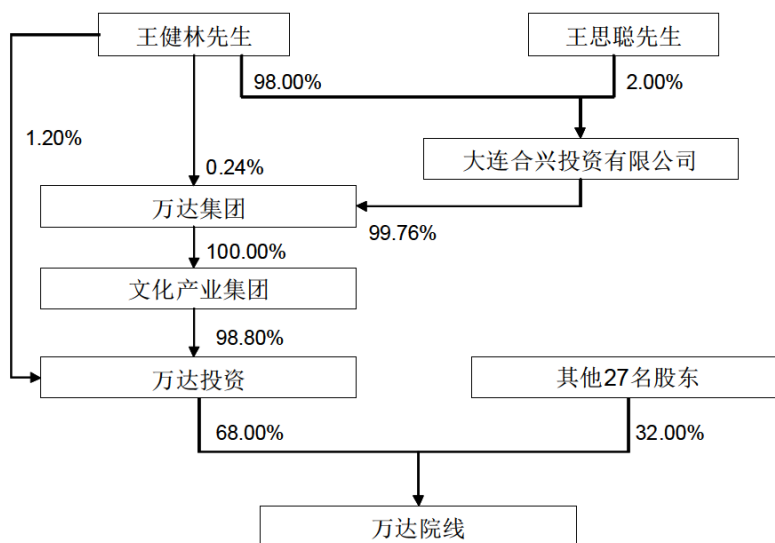 王健林先生
王思聪先生
98.00%
2.00%
1.20%
大连合兴投资有限公司
0.24%
万达集团
99.76%
100.00%
文化产业集团
98.80%
万达投资
其他27名股东
68.00%
32.00%
万达院线